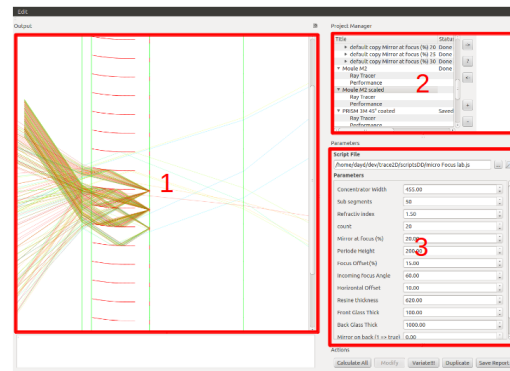 Edit
Output
Project Manager
Title Status
default copy Mirror at focus (%) 20 Done
default copy Mirror at focus (%) 25 Done
default copy Mirror at focus (%) 30 Done
Moule M2 Done
Ray Tracer
Performance
Moule M2 scaled
Ray Tracer
Performance
PRISM 3M 45° coated Saved
Ray Tracer
Performance
1
2
Parameters
Script File
/home/dayd/dev/trace2D/scriptsDD/micro Focus lab.js
Parameters
Concentrator Width 455.00
Sub segments 50
Refractiv index 1.50
count 20
Mirror at focus (%) 20.00
Periode Height 200.00
Focus Offset(%) 15.00
Incoming focus Angle 60.00
Horizontal Offset 10.00
Resine thickness 620.00
Front Glass Thick 100.00
Back Glass Thick 1000.00
Mirror on back (1 => true) 0.00
3
Actions
Calculate All Modify Variate!!! Duplicate Save Report